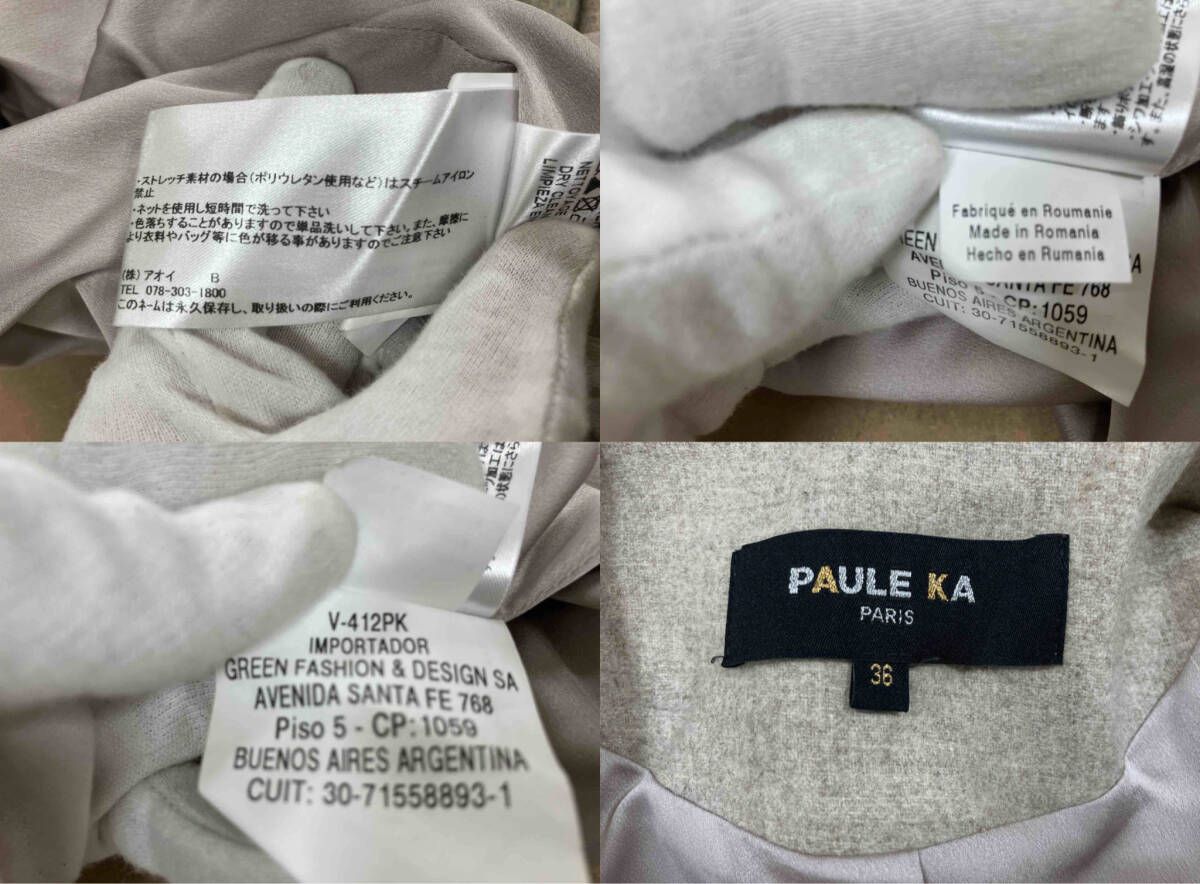 ・ストレッチ素材の場合(ポリウレタン使用など)はスチームアイロン
禁止
・ネットを使用し短時間で洗って下さい
・色落ちすることがありますので単品洗いして下さい。また、摩擦に
より衣料やバッグ等に色が移る事がありますのでご注意下さい
(株)アオイ B
TEL 078-303-1800
このネームは永久保存し、取り扱いの際にご利用ください。
NETTOYAGE
DRY CLEAN
LIMPIEZA E
Fabriqué en Roumanie
Made in Romania
Hecho en Rumania
EEN
AVE
SANTA FE 768
Piso 5 - CP: 1059
BUENOS AIRES ARGENTINA
CUIT: 30-71558893-1
V-412PK
IMPORTADOR
GREEN FASHION & DESIGN SA
AVENIDA SANTA FE 768
Piso 5 - CP: 1059
BUENOS AIRES ARGENTINA
CUIT: 30-71558893-1
PAULE KA
PARIS
36